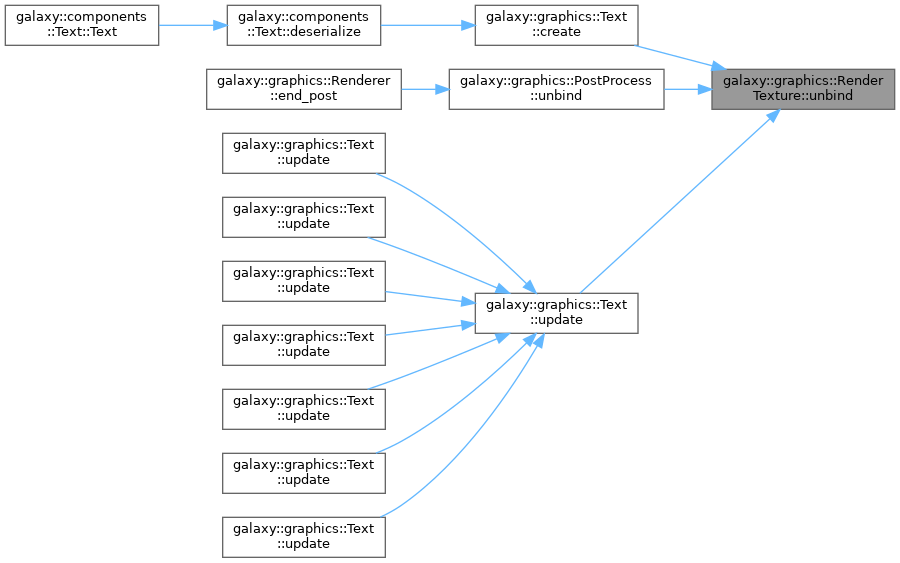 galaxy::components
::Text::Text
galaxy::components
::Text::deserialize
galaxy::graphics::Text
::create
galaxy::graphics::Renderer
::end_post
galaxy::graphics::PostProcess
::unbind
galaxy::graphics::Render
Texture::unbind
galaxy::graphics::Text
::update
galaxy::graphics::Text
::update
galaxy::graphics::Text
::update
galaxy::graphics::Text
::update
galaxy::graphics::Text
::update
galaxy::graphics::Text
::update
galaxy::graphics::Text
::update
galaxy::graphics::Text
::update